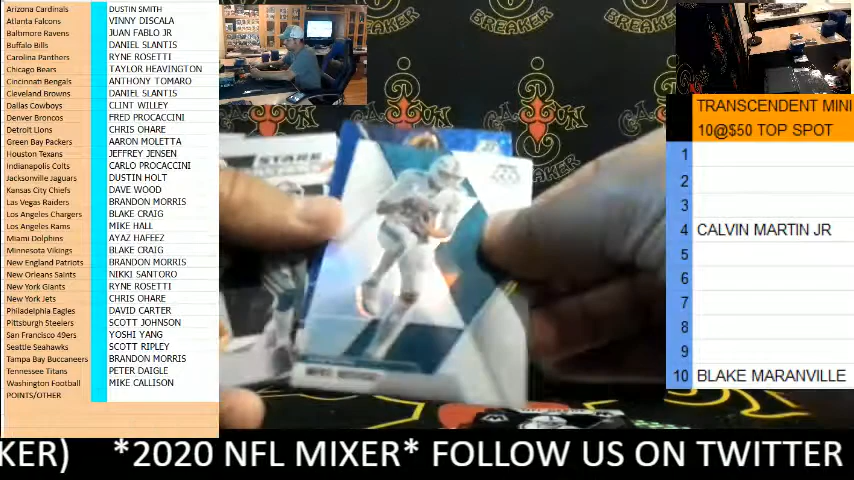 Arizona Cardinals DUSTIN SMITH
Atlanta Falcons VINNY DISCALA
Baltimore Ravens JUAN FABLO JR
Buffalo Bills DANIEL SLANTIS
Carolina Panthers RYNE ROSETTI
Chicago Bears TAYLOR HEAVINGTON
Cincinnati Bengals ANTHONY TOMARO
Cleveland Browns DANIEL SLANTIS
Dallas Cowboys CLINT WILLEY
Denver Broncos FRED PROCACCINI
Detroit Lions CHRIS OHARE
Green Bay Packers AARON MOLETTA
Houston Texans JEFFREY JENSEN
Indianapolis Colts CARLO PROCACCINI
Jacksonville Jaguars DUSTIN HOLT
Kansas City Chiefs DAVE WOOD
Las Vegas Raiders BRANDON MORRIS
Los Angeles Chargers BLAKE CRAIG
Los Angeles Rams MIKE HALL
Miami Dolphins AYAZ HAFEEZ
Minnesota Vikings BLAKE CRAIG
New England Patriots BRANDON MORRIS
New Orleans Saints NIKKI SANTORO
New York Giants RYNE ROSETTI
New York Jets CHRIS OHARE
Philadelphia Eagles DAVID CARTER
Pittsburgh Steelers SCOTT JOHNSON
San Francisco 49ers YOSHI YANG
Seattle Seahawks SCOTT RIPLEY
Tampa Bay Buccaneers BRANDON MORRIS
Tennessee Titans PETER DAIGLE
Washington Football MIKE CALLISON
POINTS/OTHER
BREAKER
STARE
TRANSCENDENT MINI
10@$50 TOP SPOT
1
2
3
4 CALVIN MARTIN JR
5
6
7
8
9
10 BLAKE MARANVILLE
KER) *2020 NFL MIXER* FOLLOW US ON TWITTER